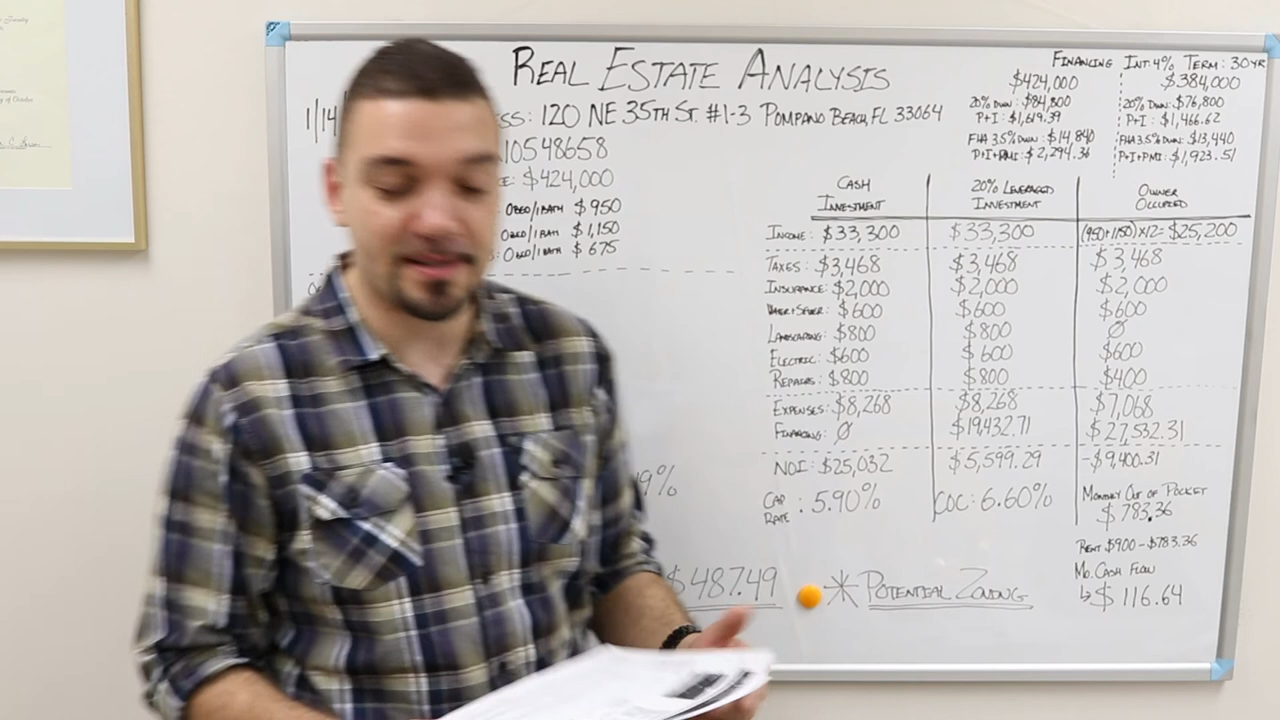 REAL ESTATE ANALYSIS
1/14
ESS: 120 NE 35TH ST. #1-3 POMPANO BEACH, FL 33064
10548658
E: $424,000
0BED/1BATH $950
0BED/1BATH $1,150
S: 0BED/1BATH $675
FINANCING INT: 4% TERM: 30YR
$424,000 $384,000
20% DOWN: $84,800 20% DOWN: $76,800
P+I: $1,619.39 P+I: $1,466.62
FHA 3.5% DOWN: $14,840 FHA 3.5% DOWN: $13,440
P+I+PMI: $2,294.36 P+I+PMI: $1,923.51
CASH INVESTMENT 20% LEVERAGED INVESTMENT OWNER OCCUPIED
INCOME: $33,300 $33,300 (950+1150)×12= $25,200
TAXES: $3,468 $3,468 $3,468
INSURANCE: $2,000 $2,000 $2,000
WATER+SEWER: $600 $600 $600
LANDSCAPING: $800 $800 Ø
ELECTRIC: $600 $600 $600
REPAIRS: $800 $800 $400
EXPENSES: $8,268 $8,268 $7,068
FINANCING: Ø $19,432.71 $27,532.31
NOI: $25,032 $5,599.29 -$9,400.31
CAP RATE: 5.90% COC: 6.60% MONTHLY OUT OF POCKET
$783.36
RENT $900-$783.36
MO. CASH FLOW
↳$116.64
49%
$487.49 * POTENTIAL ZONING